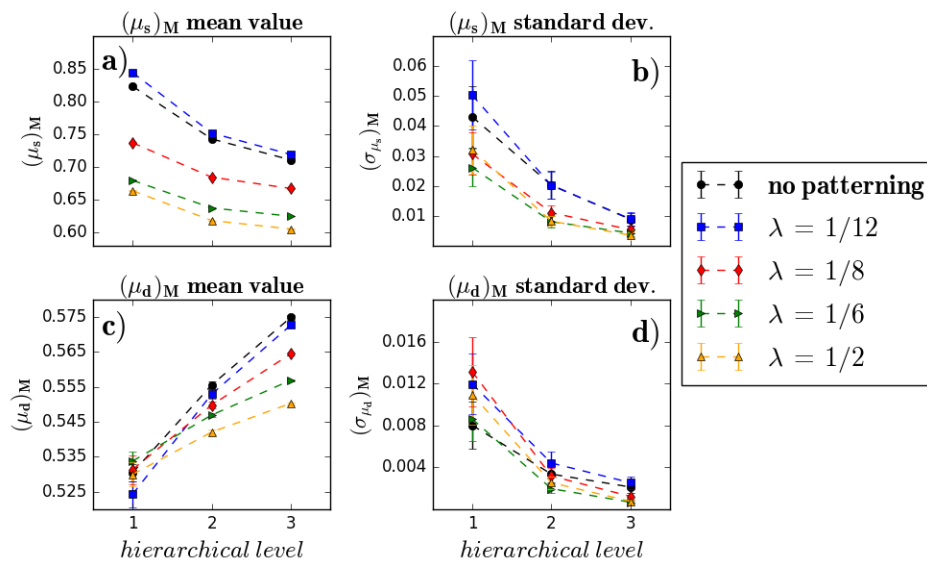 (μs)M mean value
(μs)M standard dev.
a)
(μs)M
0.85
0.80
0.75
0.70
0.65
0.60
b)
(σμs)M
0.06
0.05
0.04
0.03
0.02
0.01
no patterning
λ = 1/12
λ = 1/8
λ = 1/6
λ = 1/2
(μd)M mean value
(μd)M standard dev.
c)
(μd)M
0.575
0.565
0.555
0.545
0.535
0.525
1 2 3
hierarchical level
d)
(σμd)M
0.016
0.012
0.008
0.004
1 2 3
hierarchical level